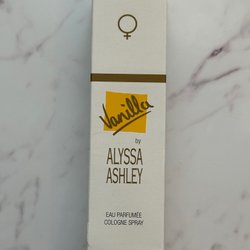 Vanilla
by
ALYSSA
ASHLEY
EAU PARFUMÉE
COLOGNE SPRAY